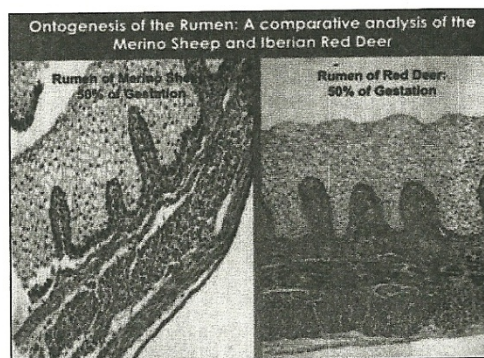 Ontogenesis of the Rumen: A comparative analysis of the
Merino Sheep and Iberian Red Deer
Rumen of Merino Sheep:
50% of Gestation
Rumen of Red Deer:
50% of Gestation